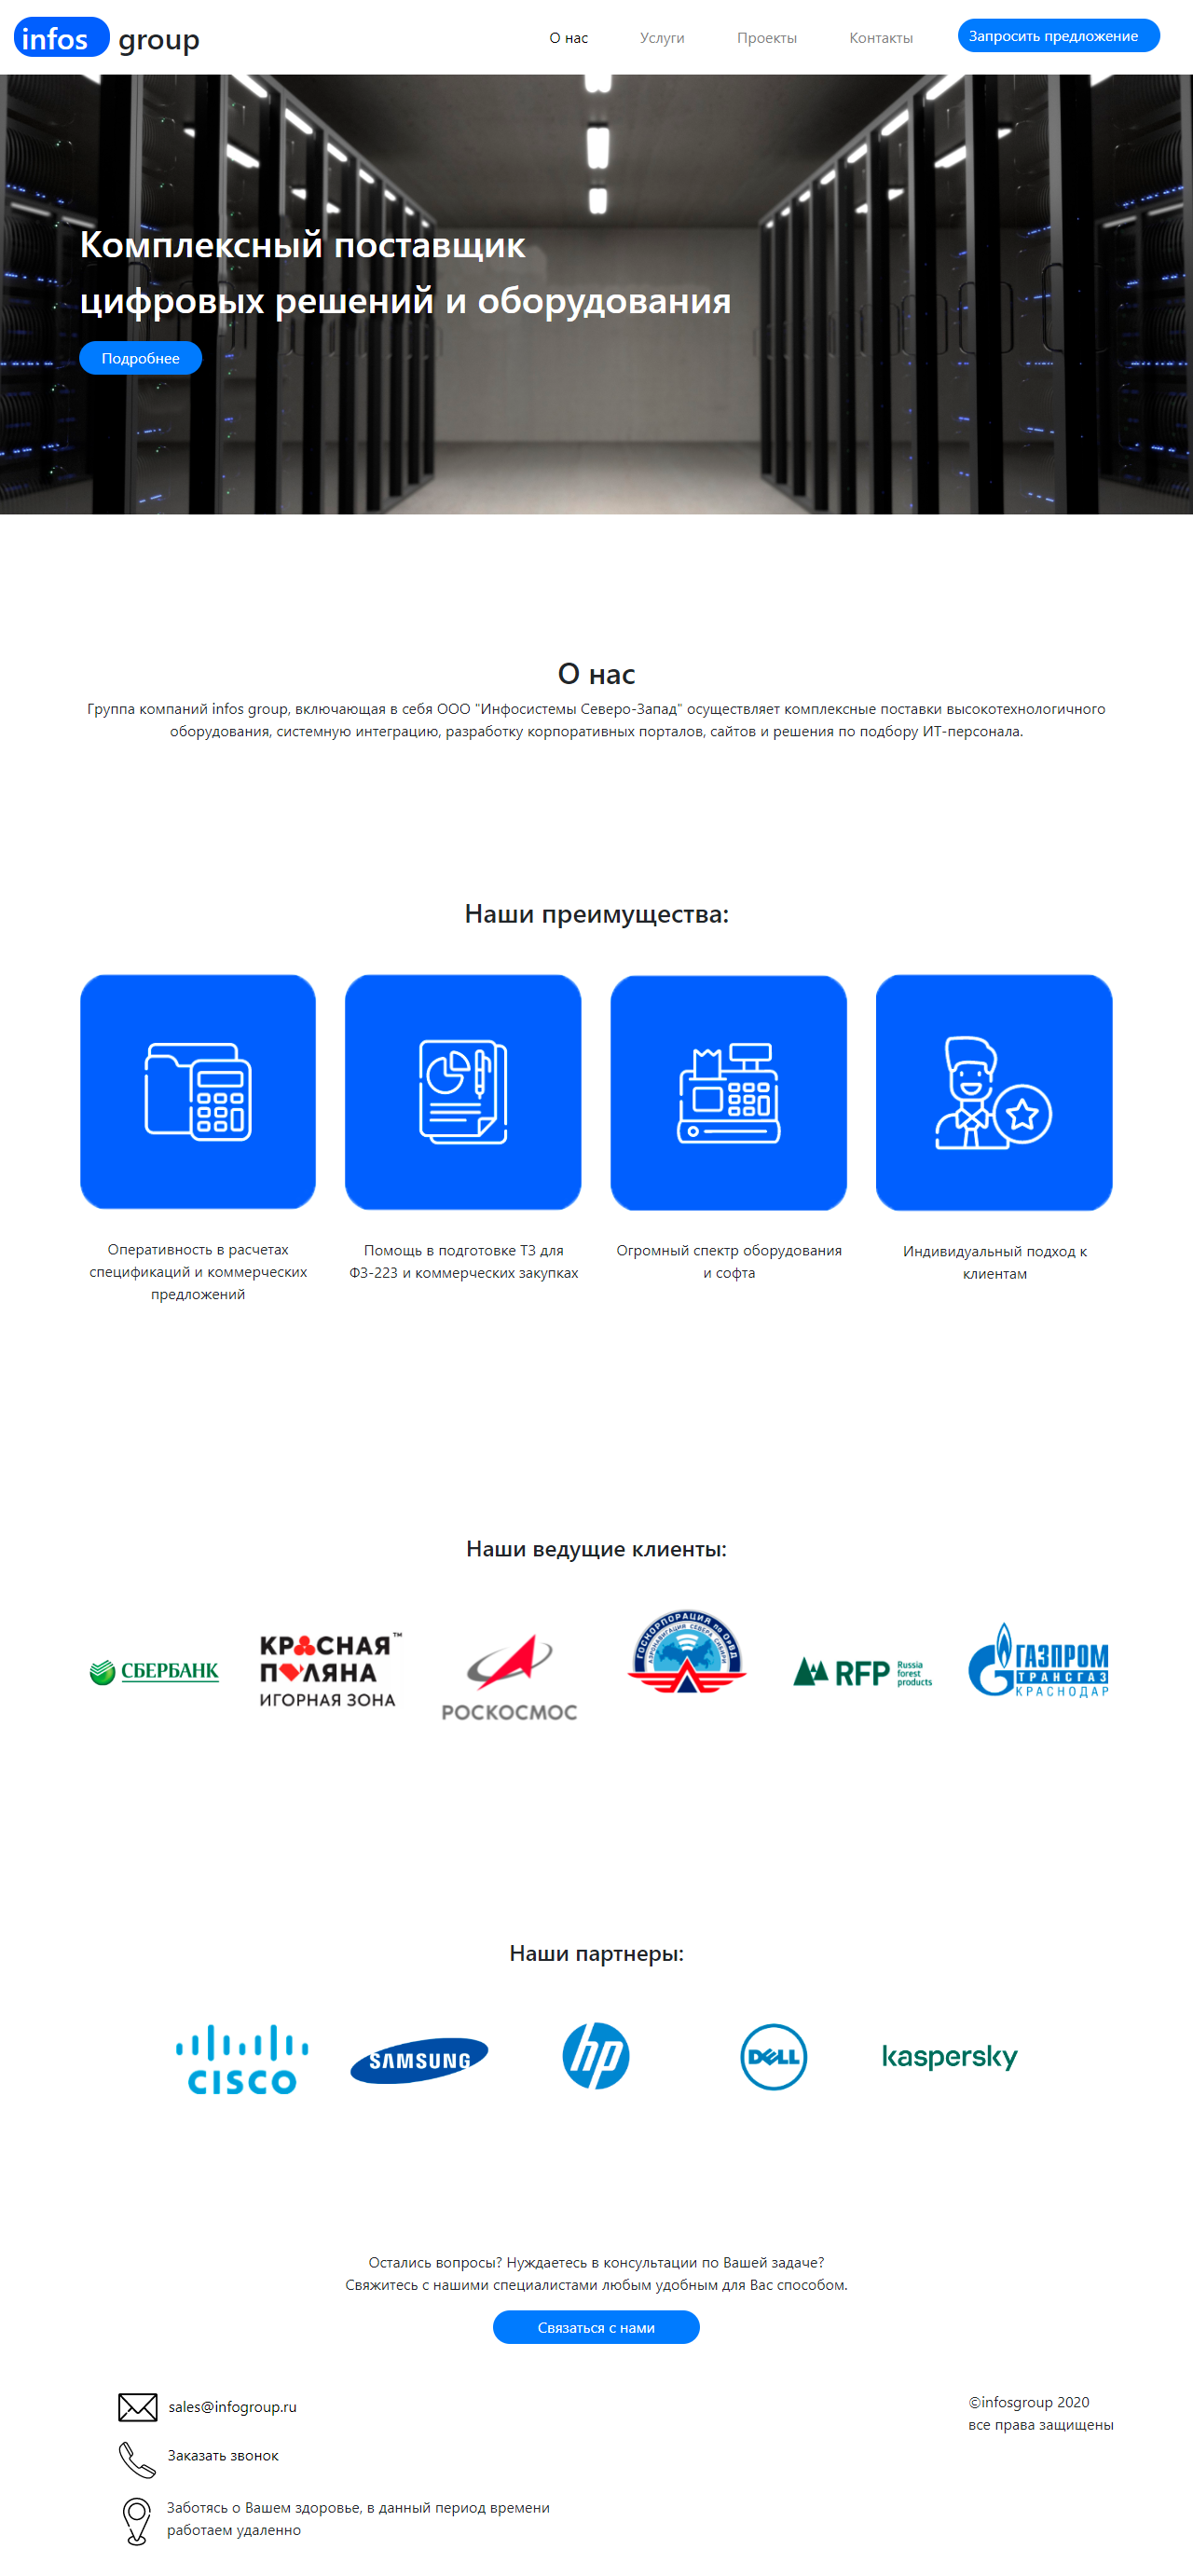 infos group
О нас
Услуги
Проекты
Контакты
Запросить предложение
Комплексный поставщик
цифровых решений и оборудования
Подробнее
О нас
Группа компаний infos group, включающая в себя ООО "Инфосистемы Северо-Запад" осуществляет комплексные поставки высокотехнологичного
оборудования, системную интеграцию, разработку корпоративных порталов, сайтов и решения по подбору ИТ-персонала.
Наши преимущества:
Оперативность в расчетах
спецификаций и коммерческих
предложений
Помощь в подготовке ТЗ для
ФЗ-223 и коммерческих закупках
Огромный спектр оборудования
и софта
Индивидуальный подход к
клиентам
Наши ведущие клиенты:
СБЕРБАНК
КРАСНАЯ™
ПОЛЯНА
ИГОРНАЯ ЗОНА
РОСКОСМОС
ГОСКОРПОРАЦИЯ по ОрВД
АЭРОНАВИГАЦИЯ СЕВЕРА СИБИРИ
RFP Russia
forest
products
ГАЗПРОМ
ТРАНСГАЗ
КРАСНОДАР
Наши партнеры:
CISCO
SAMSUNG
hp
DELL
kaspersky
Остались вопросы? Нуждаетесь в консультации по Вашей задаче?
Свяжитесь с нашими специалистами любым удобным для Вас способом.
Связаться с нами
sales@infogroup.ru
Заказать звонок
Заботясь о Вашем здоровье, в данный период времени
работаем удаленно
©infosgroup 2020
все права защищены